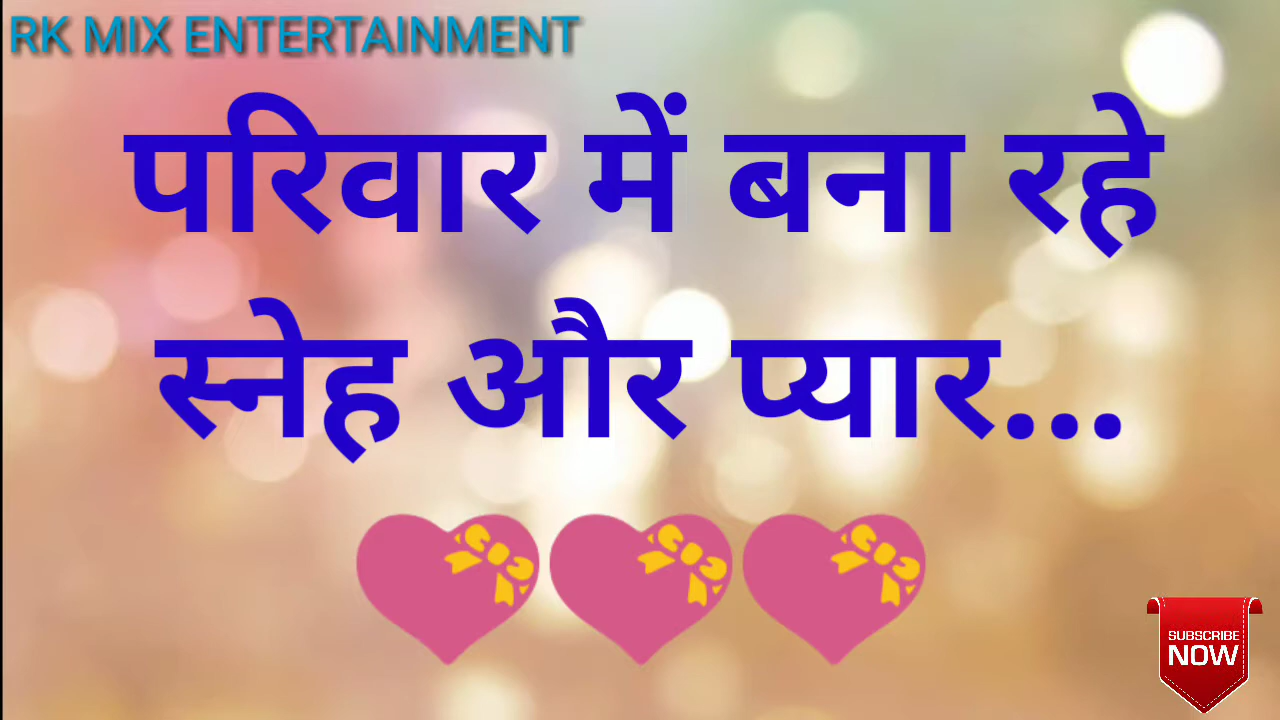 RK MIX ENTERTAINMENT
परिवार में बना रहे
स्नेह और प्यार...
SUBSCRIBE
NOW